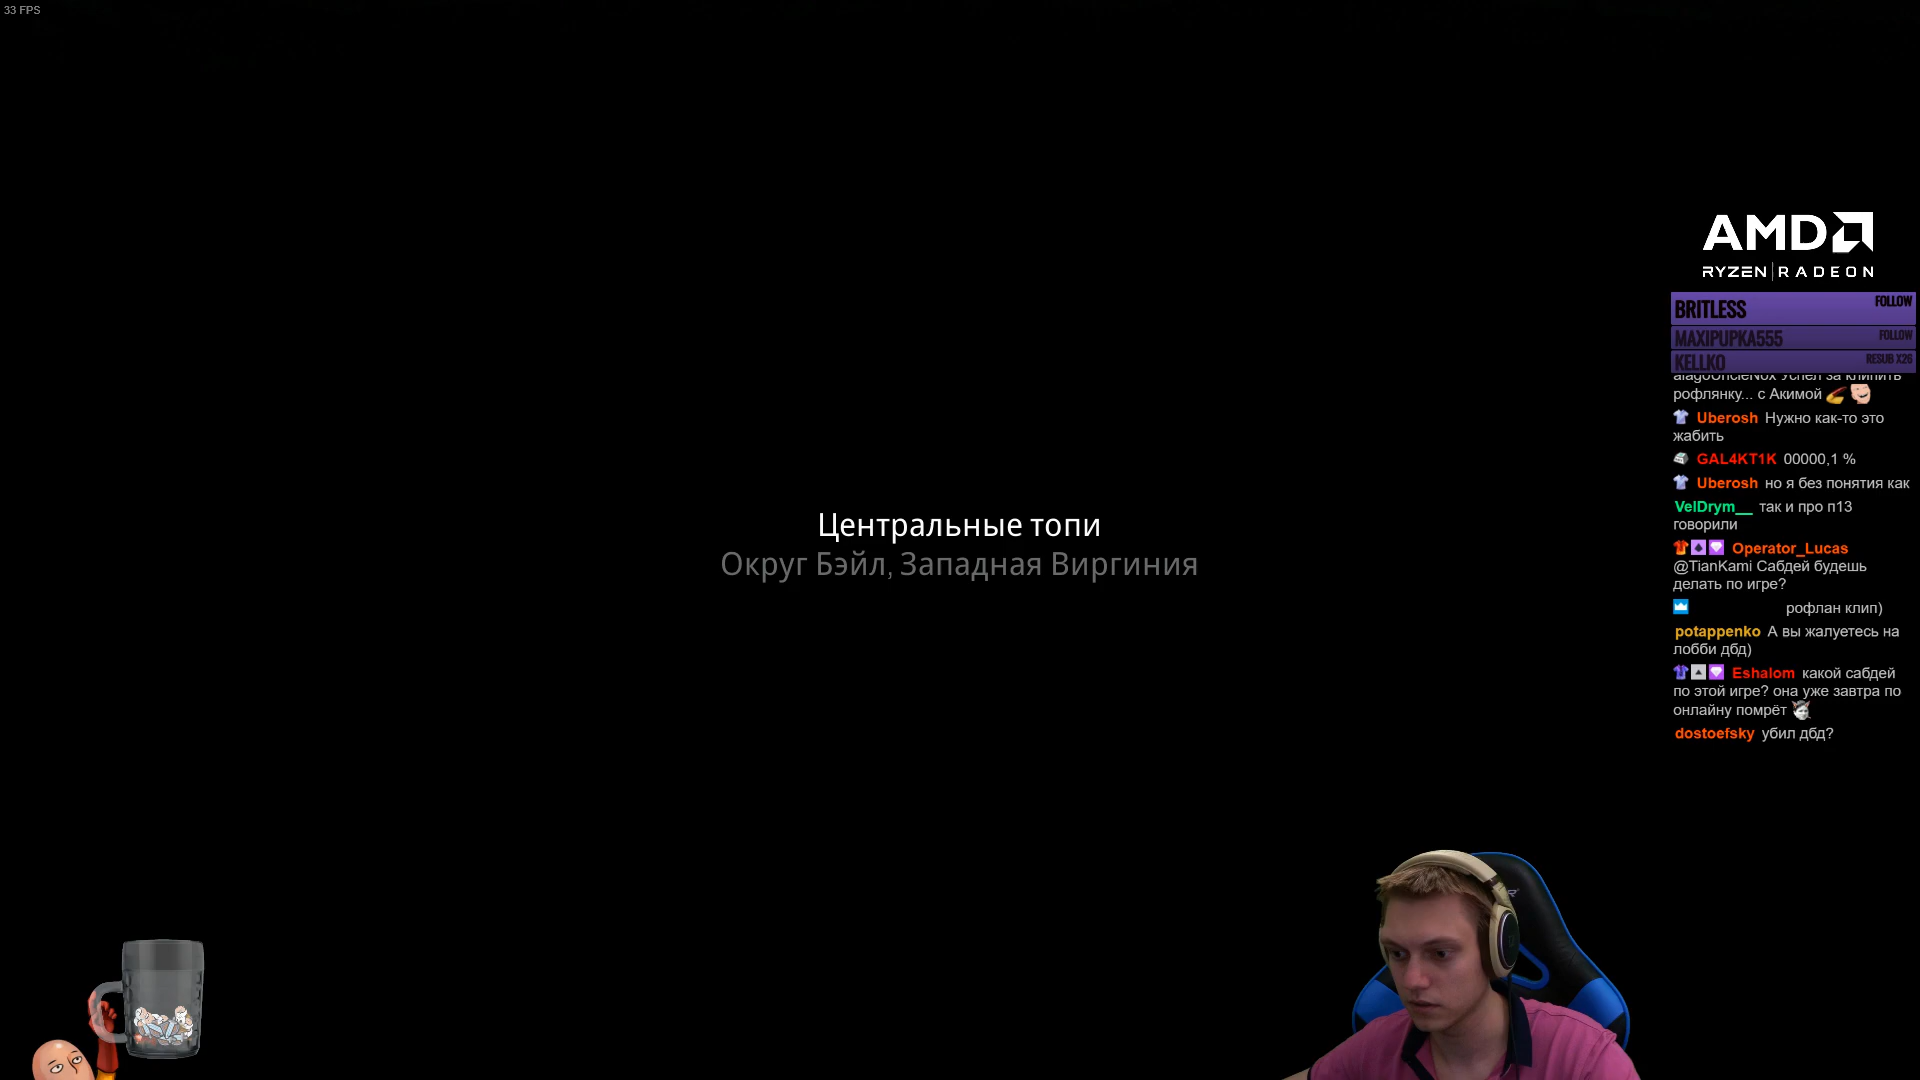 33 FPS
AMD
RYZEN RADEON
BRITLESS FOLLOW
MAXIPUPKA555 FOLLOW
KELLKO RESUB X26
рофлянку... с Акимой
Uberosh Нужно как-то это
жабить
GAL4KT1K 00000,1 %
Uberosh но я без понятия как
VelDrym__ так и про п13
говорили
Operator_Lucas
@TianKami Сабдей будешь
делать по игре?
рофлан клип)
potappenko А вы жалуетесь на
лобби дбд)
Eshalom какой сабдей
по этой игре? она уже завтра по
онлайну помрёт
dostoefsky убил дбд?
Центральные топи
Округ Бэйл, Западная Виргиния